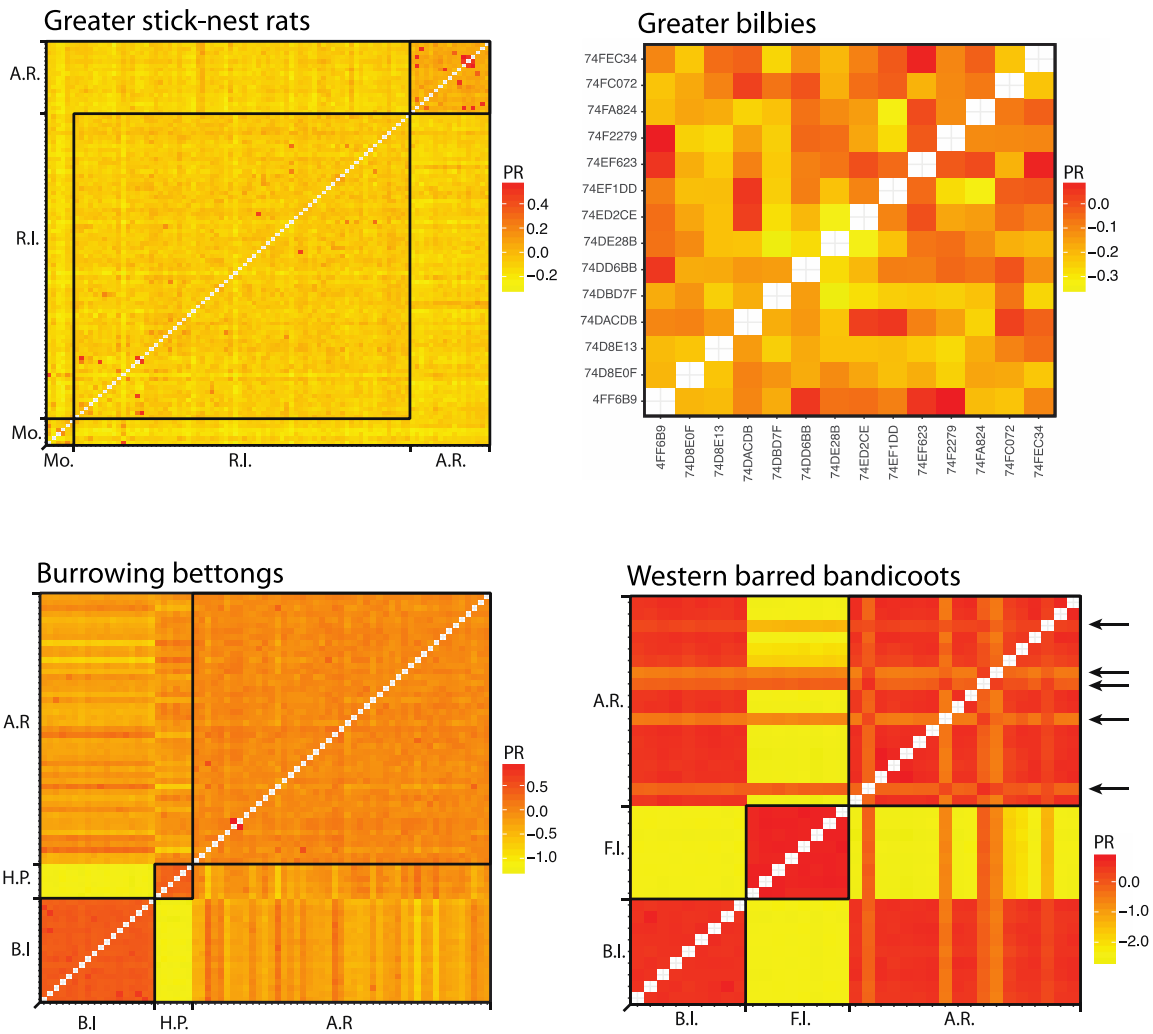 Greater stick-nest rats
A.R.
R.I.
Mo.
Mo.
R.I.
A.R.
PR
0.4
0.2
0.0
−0.2
Greater bilbies
74FEC34
74FC072
74FA824
74F2279
74EF623
74EF1DD
74ED2CE
74DE28B
74DD6BB
74DBD7F
74DACDB
74D8E13
74D8E0F
4FF6B9
4FF6B9
74D8E0F
74D8E13
74DACDB
74DBD7F
74DD6BB
74DE28B
74ED2CE
74EF1DD
74EF623
74F2279
74FA824
74FC072
74FEC34
PR
0.0
−0.1
−0.2
−0.3
Burrowing bettongs
A.R
H.P.
B.I
B.I
H.P.
A.R
PR
0.5
0.0
−0.5
−1.0
Western barred bandicoots
A.R.
F.I.
B.I.
B.I.
F.I.
A.R.
PR
0.0
−1.0
−2.0